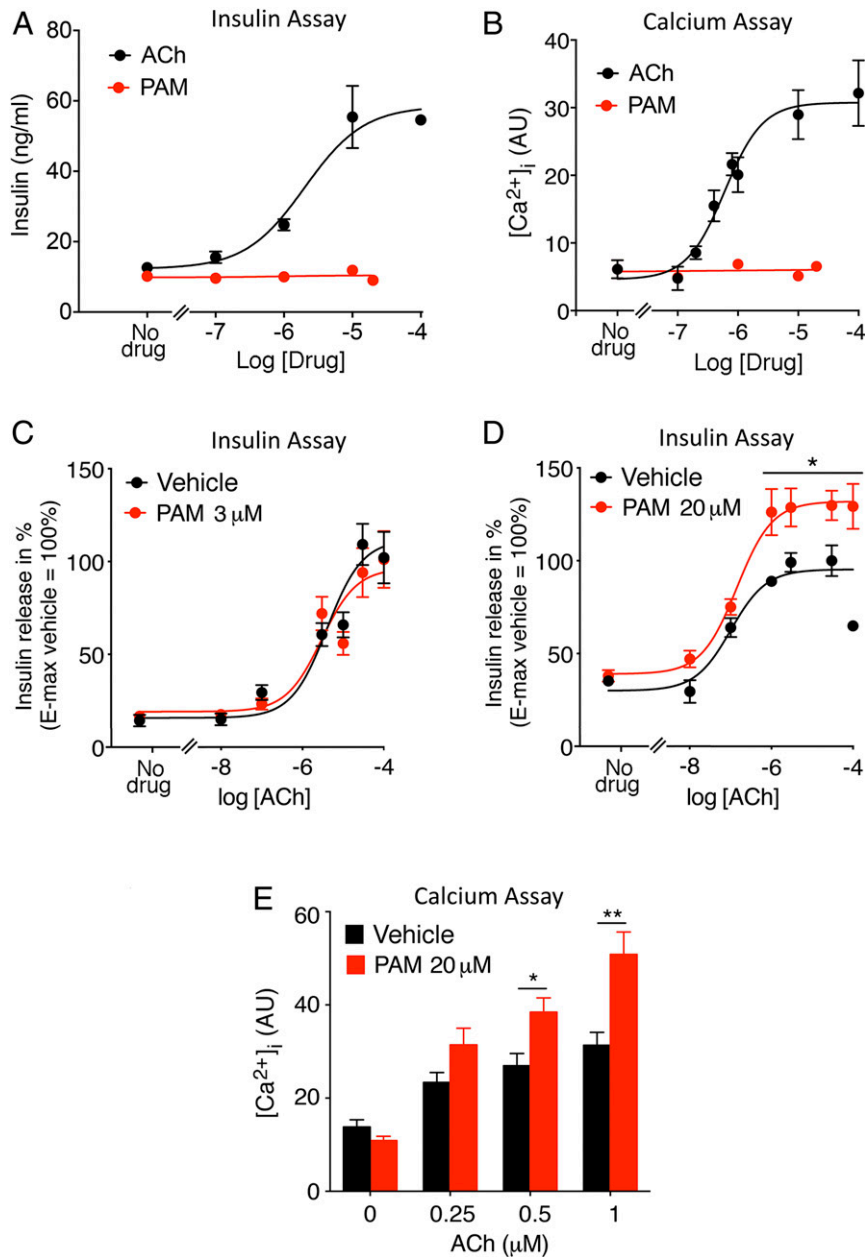 A
Insulin Assay
80
60
40
20
0
Insulin (ng/ml)
ACh
PAM
No drug
-7
-6
-5
-4
Log [Drug]
B
Calcium Assay
40
30
20
10
0
[Ca²⁺]ᵢ (AU)
ACh
PAM
No drug
-7
-6
-5
-4
Log [Drug]
C
Insulin Assay
150
100
50
0
Insulin release in %
(E-max vehicle = 100%)
Vehicle
PAM 3 μM
No drug
-8
-6
-4
log [ACh]
D
Insulin Assay
*
150
100
50
0
Insulin release in %
(E-max vehicle = 100%)
Vehicle
PAM 20 μM
No drug
-8
-6
-4
log [ACh]
E
Calcium Assay
60
40
20
0
[Ca²⁺]ᵢ (AU)
Vehicle
PAM 20 μM
*
**
0
0.25
0.5
1
ACh (μM)